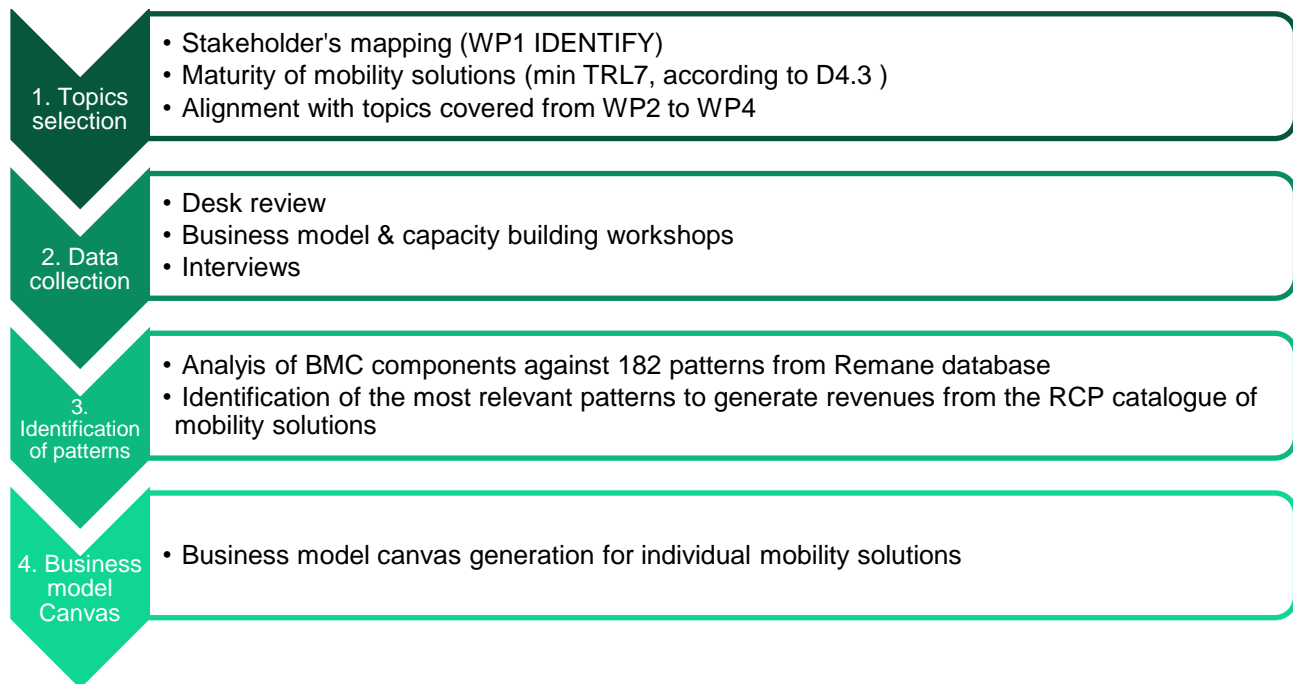 1. Topics
selection
• Stakeholder's mapping (WP1 IDENTIFY)
• Maturity of mobility solutions (min TRL7, according to D4.3 )
• Alignment with topics covered from WP2 to WP4
2. Data
collection
• Desk review
• Business model & capacity building workshops
• Interviews
3.
Identification
of patterns
• Analyis of BMC components against 182 patterns from Remane database
• Identification of the most relevant patterns to generate revenues from the RCP catalogue of
mobility solutions
4. Business
model
Canvas
• Business model canvas generation for individual mobility solutions